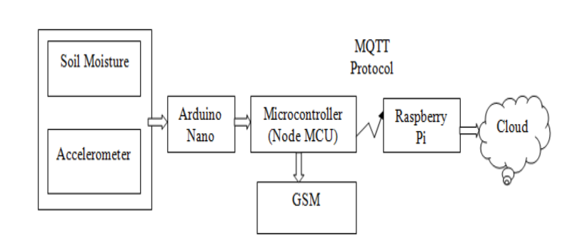 MQTT
Protocol
Soil Moisture
Accelerometer
Arduino
Nano
Microcontroller
(Node MCU)
Raspberry
Pi
Cloud
GSM